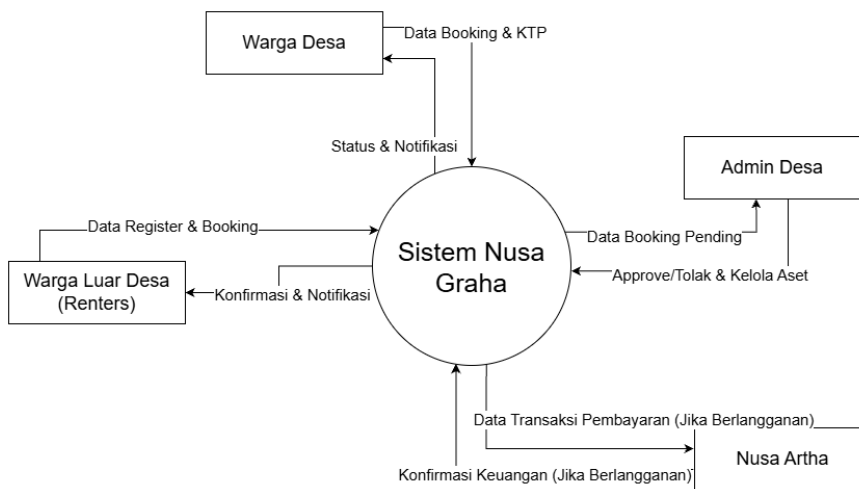 Warga Desa
Data Booking & KTP
Status & Notifikasi
Admin Desa
Data Register & Booking
Data Booking Pending
Sistem Nusa
Graha
Warga Luar Desa
(Renters)
Konfirmasi & Notifikasi
Approve/Tolak & Kelola Aset
Data Transaksi Pembayaran (Jika Berlangganan)
Nusa Artha
Konfirmasi Keuangan (Jika Berlangganan)